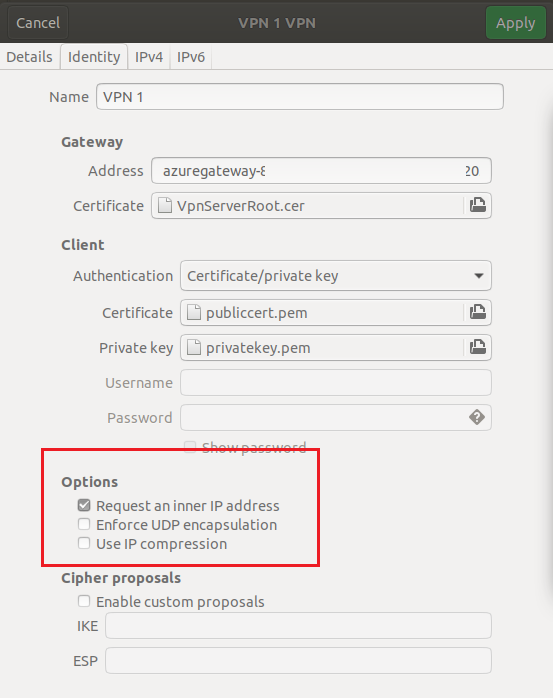 Cancel VPN 1 VPN Apply
Details Identity IPv4 IPv6
Name VPN 1
Gateway
Address azuregateway-8 20
Certificate VpnServerRoot.cer
Client
Authentication Certificate/private key
Certificate publiccert.pem
Private key privatekey.pem
Username
Password
Show password
Options
Request an inner IP address
Enforce UDP encapsulation
Use IP compression
Cipher proposals
Enable custom proposals
IKE
ESP